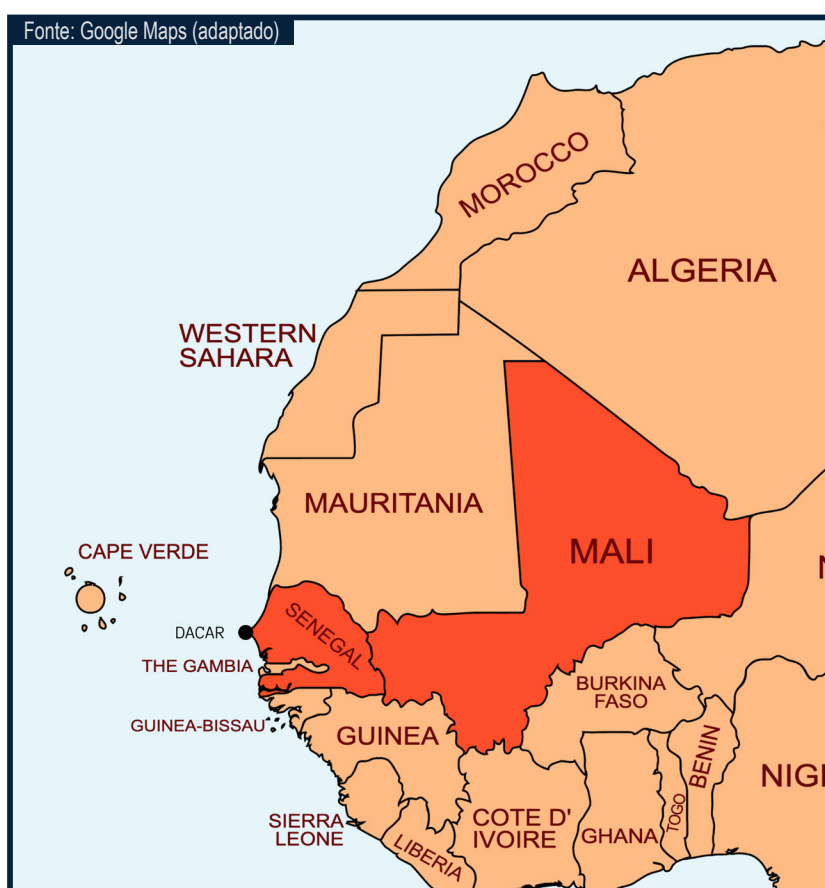 Fonte: Google Maps (adaptado)
MOROCCO
ALGERIA
WESTERN
SAHARA
MAURITANIA
CAPE VERDE
MALI
DACAR
SENEGAL
THE GAMBIA
BURKINA
FASO
GUINEA-BISSAU
GUINEA
BENIN
NIG
SIERRA
LEONE
LIBERIA
COTE D'
IVOIRE
GHANA
TOGO